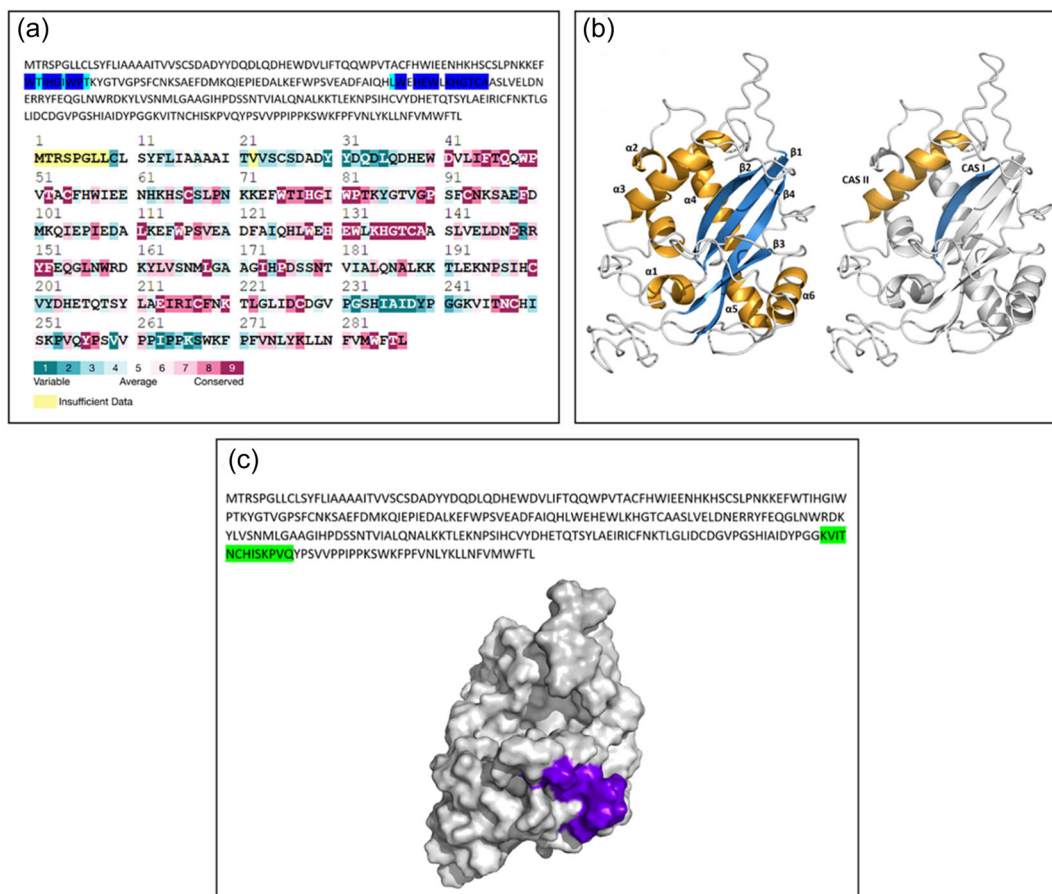 (a)
MTRSPGLLCLSYFLIAAAAITVVSCSDADYYDQDLQDHEWDVLIFTQQWPVTACFHWIEENHKHSCSLPNKKEF
WTIHGIWPTKYGTVGPSFCNKSAEFDMKQIEPIEDALKEFWPSVEADFAIQHLWEHEWLKHGTCAASLVELDN
ERRYFEQGLNWRDKYLVSNMLGAAGIHPDSSNTVIALQNALKKTLEKNPSIHCVYDHETQTSYLAEIRICFNKTLG
LIDCDGVPGSHIAIDYPGGKVITNCHISKPVQYPSVVPPIPPKSWKFPPVNLYKLLNFVMWFTL
1 11 21 31 41
MTRSPGLLCL SYFLIAAAAI TVVSCSDADY YDQDLQDHEW DVLIFTQQWP
51 61 71 81 91
VTACFHWIEE NHKHSCSLPN KKEFWTIHGI WPTKYGTVGP SFCNKSAEFD
101 111 121 131 141
MKQIEPIEDA LKEFWPSVEA DFAIQHLWEH EWLKHGTCAA SLVELDNERR
151 161 171 181 191
YFEQGLNWRD KYLVSNMLGA AGIHPDSSNT VIALQNALKK TLEKNPSIHC
201 211 221 231 241
VYDHETQTSY LAEIRICFNK TLGLIDCDGV PGSHIAIDYP GGKVITNCHI
251 261 271 281
SKPVQYPSVV PPIPPKSWKF PPVNLYKLLN FVMWFTL
1 2 3 4 5 6 7 8 9
Variable Average Conserved
Insufficient Data
(b)
α2 β2 β1
α3 α4 β4
β3
α1 α5 α6
CAS II CAS I
(c)
MTRSPGLLCLSYFLIAAAAITVVSCSDADYYDQDLQDHEWDVLIFTQQWPVTACFHWIEENHKHSCSLPNKKEFWTIHGIW
PTKYGTVGPSFCNKSAEFDMKQIEPIEDALKEFWPSVEADFAIQHLWEHEWLKHGTCAASLVELDNERRYFEQGLNWRDK
YLVSNMLGAAGIHPDSSNTVIALQNALKKTLEKNPSIHCVYDHETQTSYLAEIRICFNKTLGLIDCDGVPGSHIAIDYPGGKVIT
NCHISKPVQYPSVVPPIPPKSWKFPPVNLYKLLNFVMWFTL